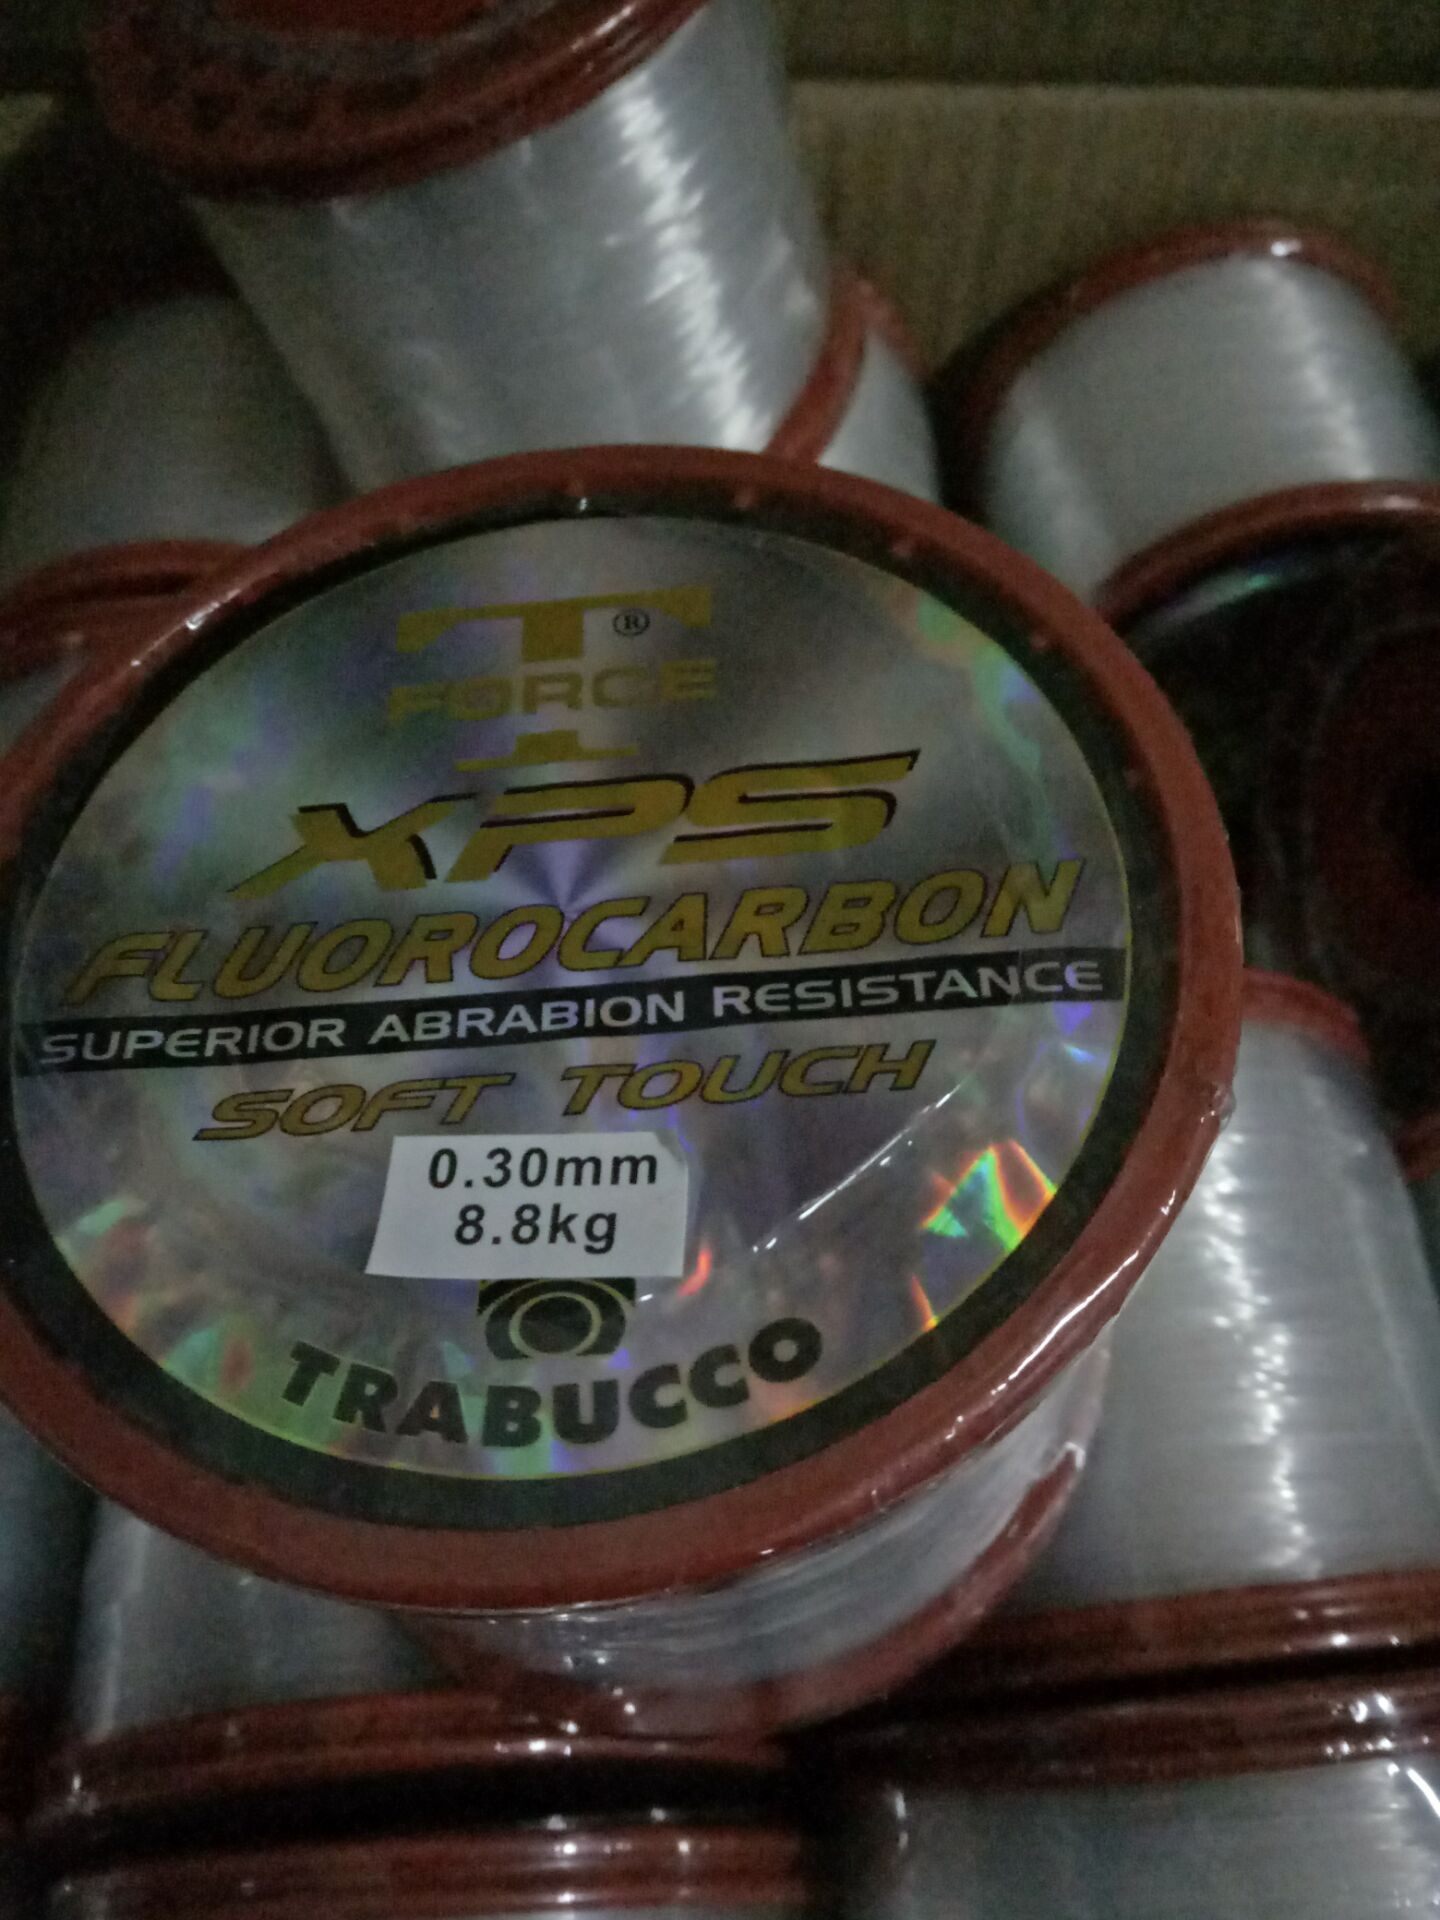 T®
FORCE
XPS
FLUOROCARBON
SUPERIOR ABRABION RESISTANCE
SOFT TOUCH
0.30mm
8.8kg
TRABUCCO